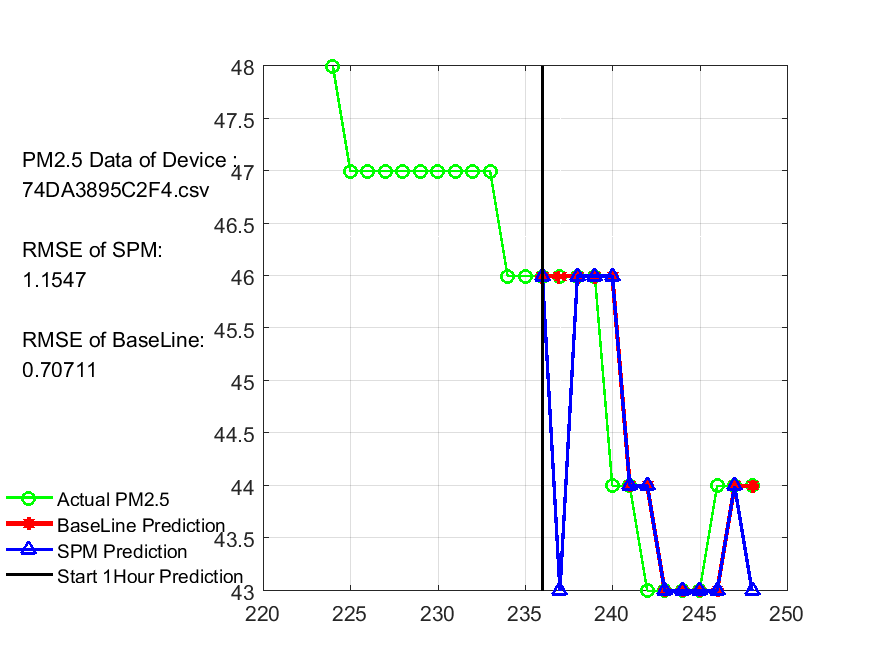 PM2.5 Data of Device :
74DA3895C2F4.csv
RMSE of SPM:
1.1547
RMSE of BaseLine:
0.70711
Actual PM2.5
BaseLine Prediction
SPM Prediction
Start 1Hour Prediction
48
47.5
47
46.5
46
45.5
45
44.5
44
43.5
43
220
225
230
235
240
245
250